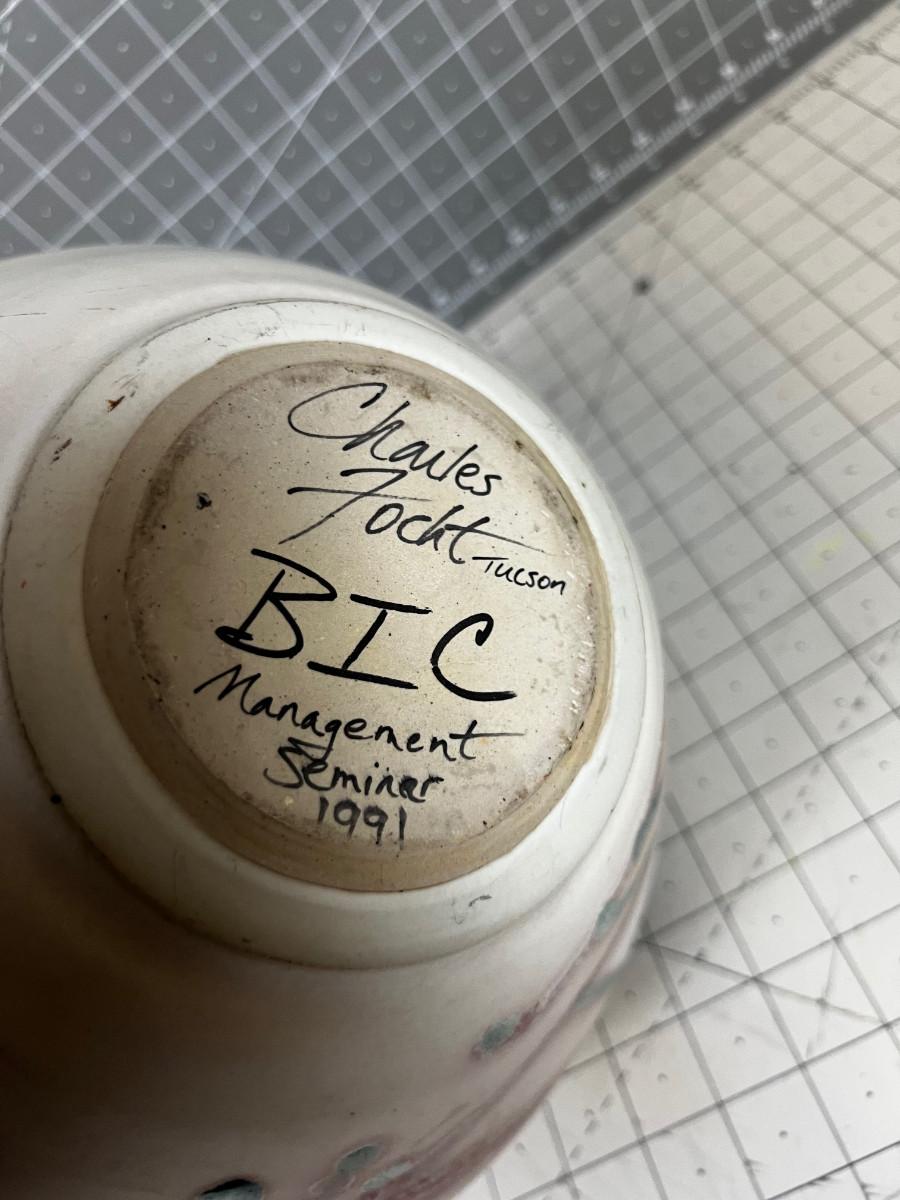 Charles
Focht
Tucson
BIC
Management
Seminar
1991